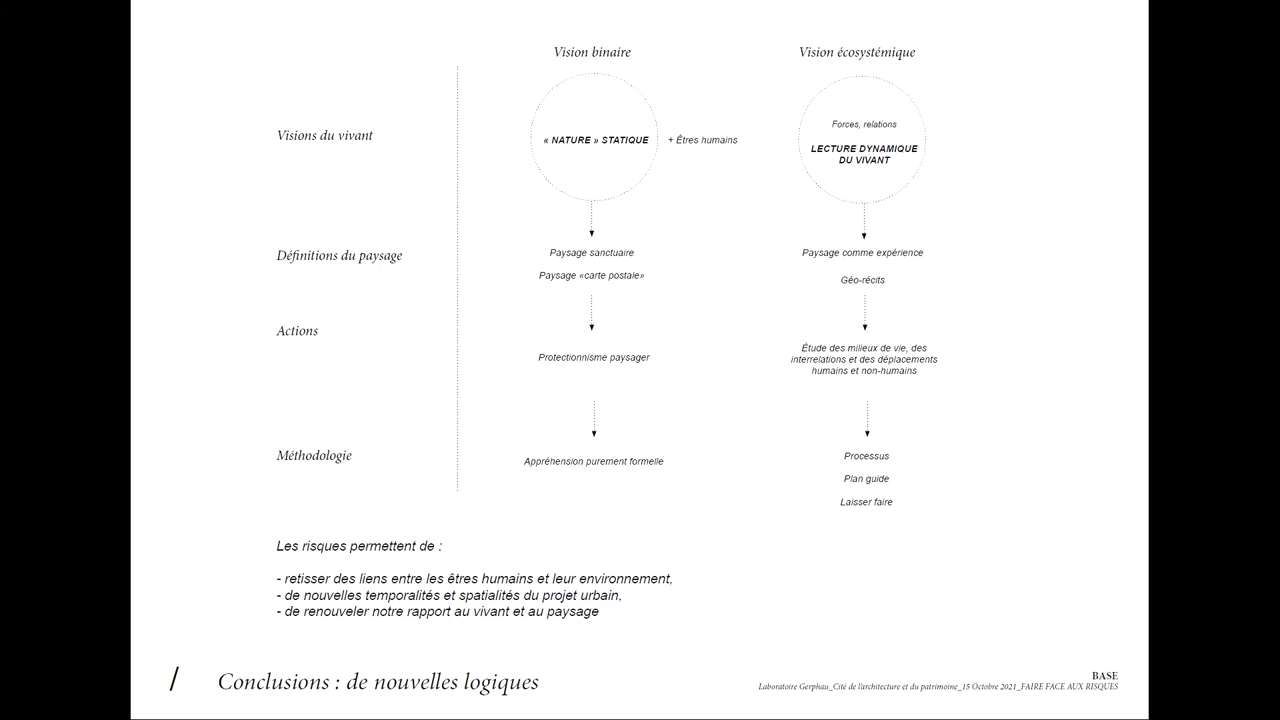 Vision binaire
Vision écosystémique
Visions du vivant
« NATURE » STATIQUE
+ Êtres humains
Forces, relations
LECTURE DYNAMIQUE
DU VIVANT
Définitions du paysage
Paysage sanctuaire
Paysage «carte postale»
Paysage comme expérience
Géo-récits
Actions
Protectionnisme paysager
Étude des milieux de vie, des
interrelations et des déplacements
humains et non-humains
Méthodologie
Appréhension purement formelle
Processus
Plan guide
Laisser faire
Les risques permettent de :
- retisser des liens entre les êtres humains et leur environnement,
- de nouvelles temporalités et spatialités du projet urbain,
- de renouveler notre rapport au vivant et au paysage
/ Conclusions : de nouvelles logiques
BASE
Laboratoire Gerphau_Cité de l'architecture et du patrimoine_15 Octobre 2021_FAIRE FACE AUX RISQUES